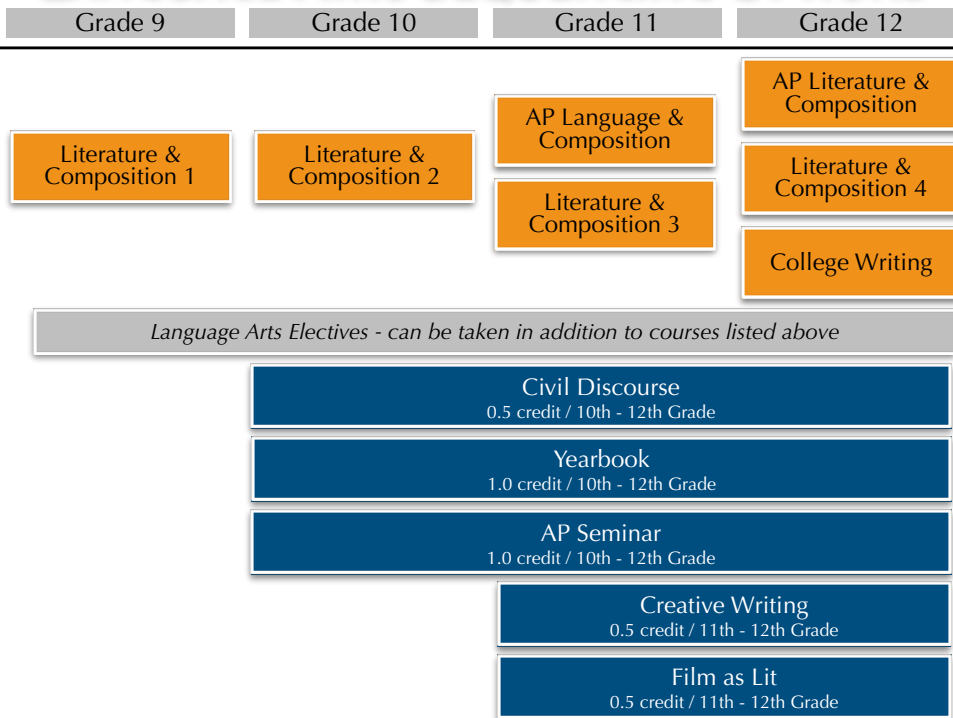 Grade 9
Grade 10
Grade 11
Grade 12
AP Literature &
Composition
AP Language &
Composition
Literature &
Composition 1
Literature &
Composition 2
Literature &
Composition 4
Literature &
Composition 3
College Writing
Language Arts Electives - can be taken in addition to courses listed above
Civil Discourse
0.5 credit / 10th - 12th Grade
Yearbook
1.0 credit / 10th - 12th Grade
AP Seminar
1.0 credit / 10th - 12th Grade
Creative Writing
0.5 credit / 11th - 12th Grade
Film as Lit
0.5 credit / 11th - 12th Grade